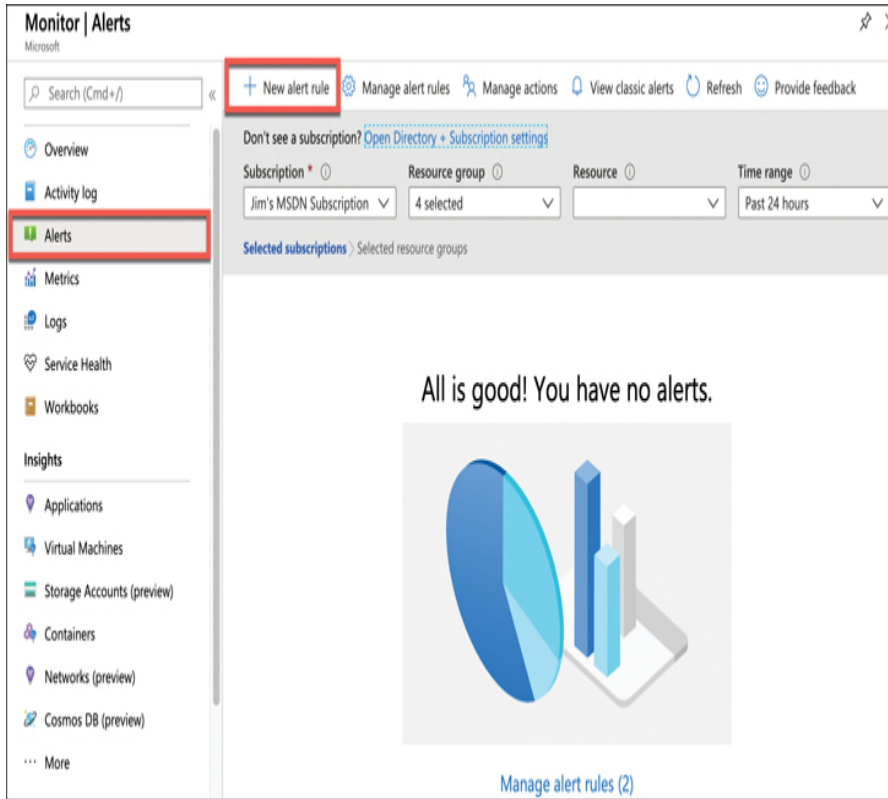 Monitor | Alerts
Microsoft
Search (Cmd+/)
«
Overview
Activity log
Alerts
Metrics
Logs
Service Health
Workbooks
Insights
Applications
Virtual Machines
Storage Accounts (preview)
Containers
Networks (preview)
Cosmos DB (preview)
··· More
+ New alert rule Manage alert rules Manage actions View classic alerts Refresh Provide feedback
Don't see a subscription? Open Directory + Subscription settings
Subscription * Resource group Resource Time range
Jim's MSDN Subscription 4 selected Past 24 hours
Selected subscriptions > Selected resource groups
All is good! You have no alerts.
Manage alert rules (2)